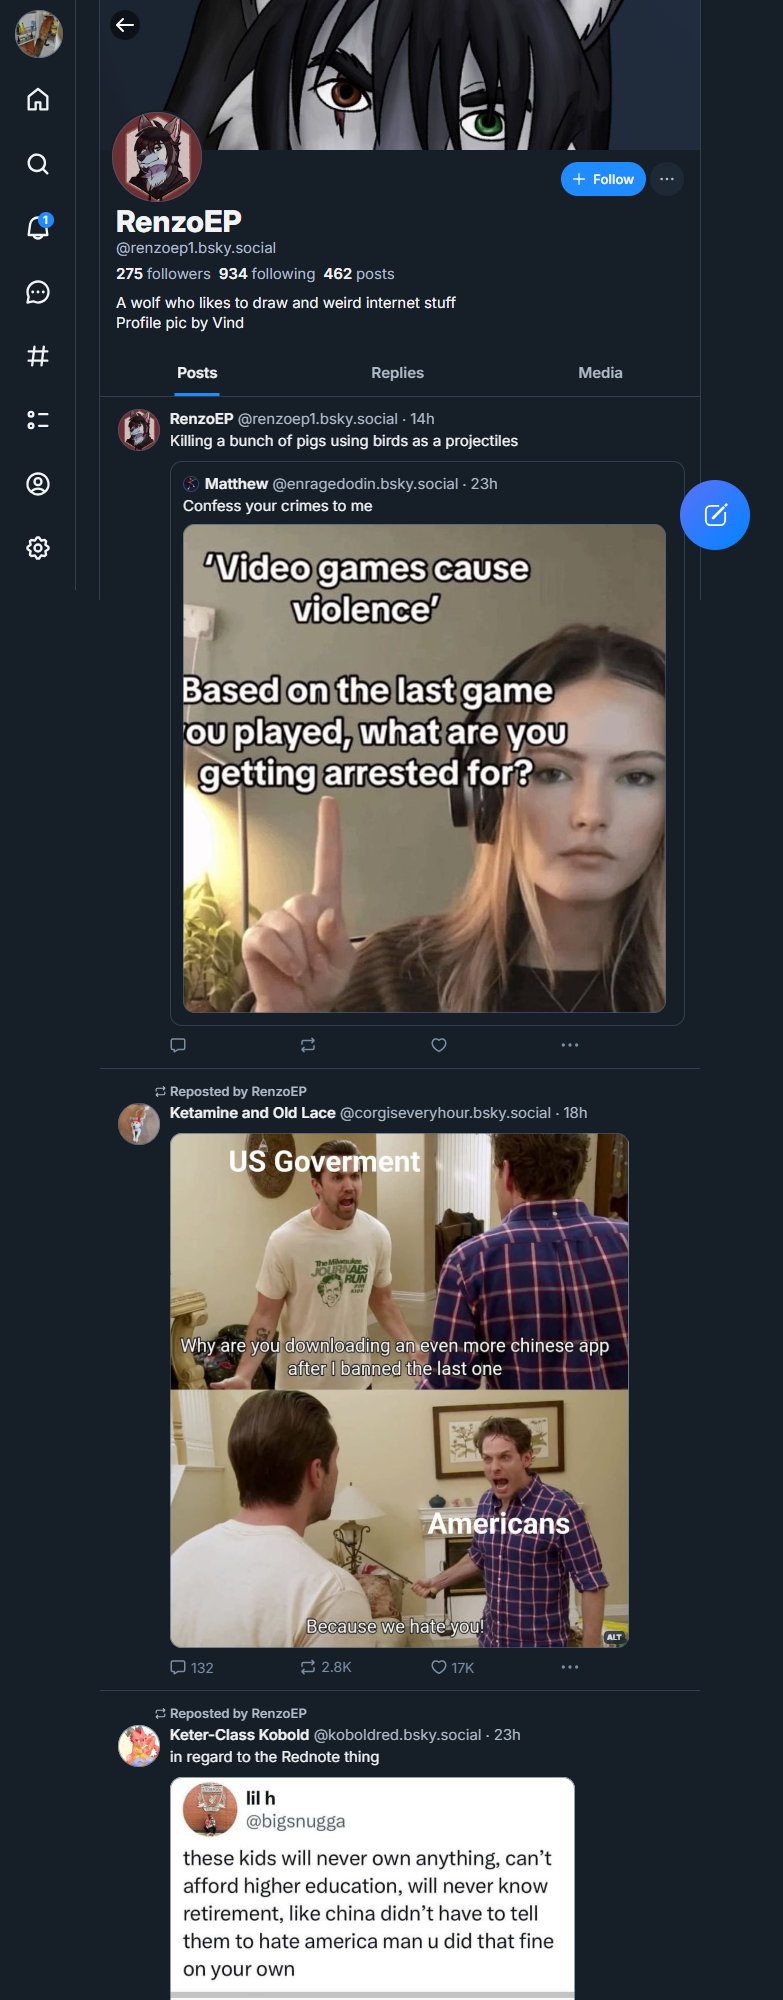 1
+ Follow
RenzoEP
@renzoep1.bsky.social
275 followers 934 following 462 posts
A wolf who likes to draw and weird internet stuff
Profile pic by Vind
Posts Replies Media
RenzoEP @renzoep1.bsky.social · 14h
Killing a bunch of pigs using birds as a projectiles
Matthew @enragedodin.bsky.social · 23h
Confess your crimes to me
'Video games cause
violence'
Based on the last game
you played, what are you
getting arrested for?
Reposted by RenzoEP
Ketamine and Old Lace @corgiseveryhour.bsky.social · 18h
US Goverment
The Milwaukee
JOURNALS
RUN
FOR
KIDS
Why are you downloading an even more chinese app
after I banned the last one
Americans
Because we hate you!
ALT
132 2.8K 17K
Reposted by RenzoEP
Keter-Class Kobold @koboldred.bsky.social · 23h
in regard to the Rednote thing
lil h
@bigsnugga
these kids will never own anything, can't
afford higher education, will never know
retirement, like china didn't have to tell
them to hate america man u did that fine
on your own